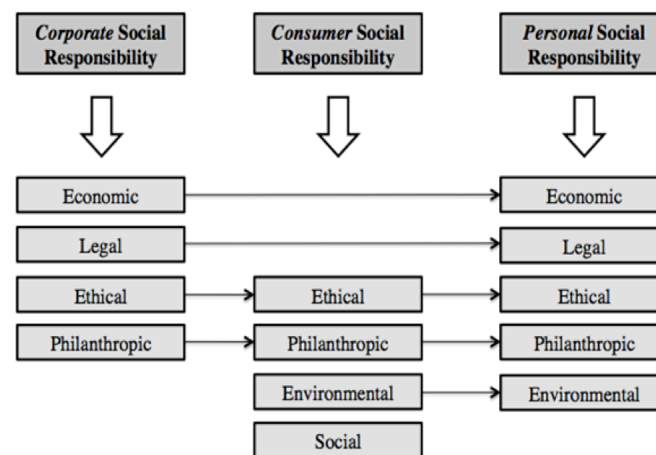 Corporate Social
Responsibility
Consumer Social
Responsibility
Personal Social
Responsibility
Economic
Economic
Legal
Legal
Ethical
Ethical
Ethical
Philanthropic
Philanthropic
Philanthropic
Environmental
Environmental
Social